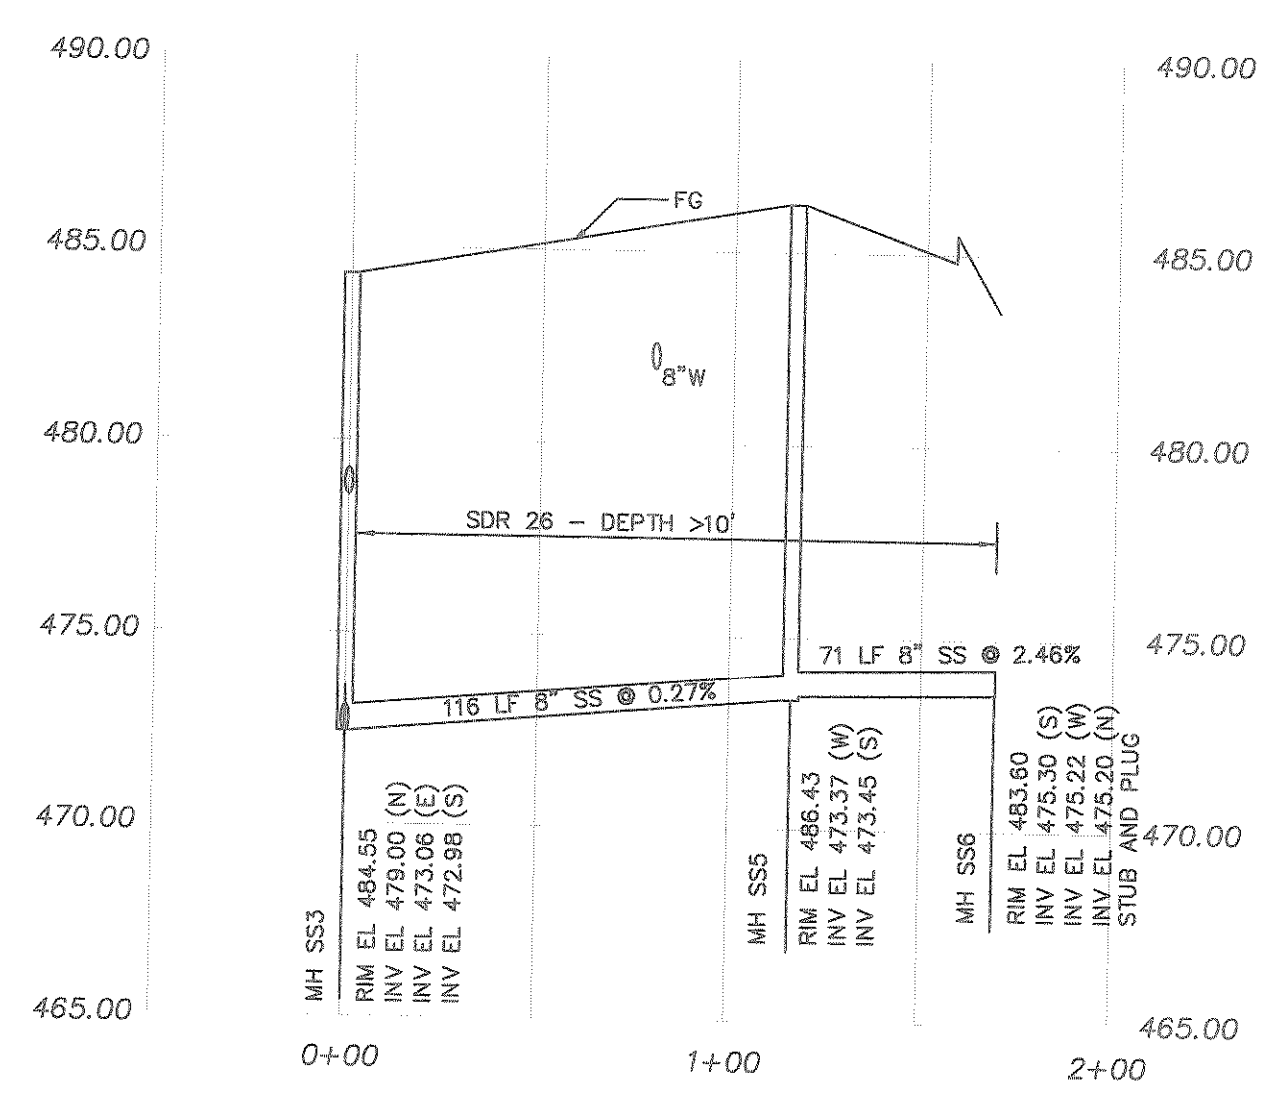 490.00
490.00
FG
485.00
485.00
8"W
480.00
480.00
SDR 26 - DEPTH >10'
475.00
475.00
71 LF 8" SS @ 2.46%
116 LF 8" SS @ 0.27%
470.00
470.00
MH SS3
RIM EL 484.55
INV EL 479.00 (N)
INV EL 473.06 (E)
INV EL 472.98 (S)
MH SS5
RIM EL 486.43
INV EL 473.37 (W)
INV EL 473.45 (S)
MH SS6
RIM EL 483.60
INV EL 475.30 (S)
INV EL 475.22 (W)
INV EL 475.20 (N)
STUB AND PLUG
465.00
465.00
0+00
1+00
2+00